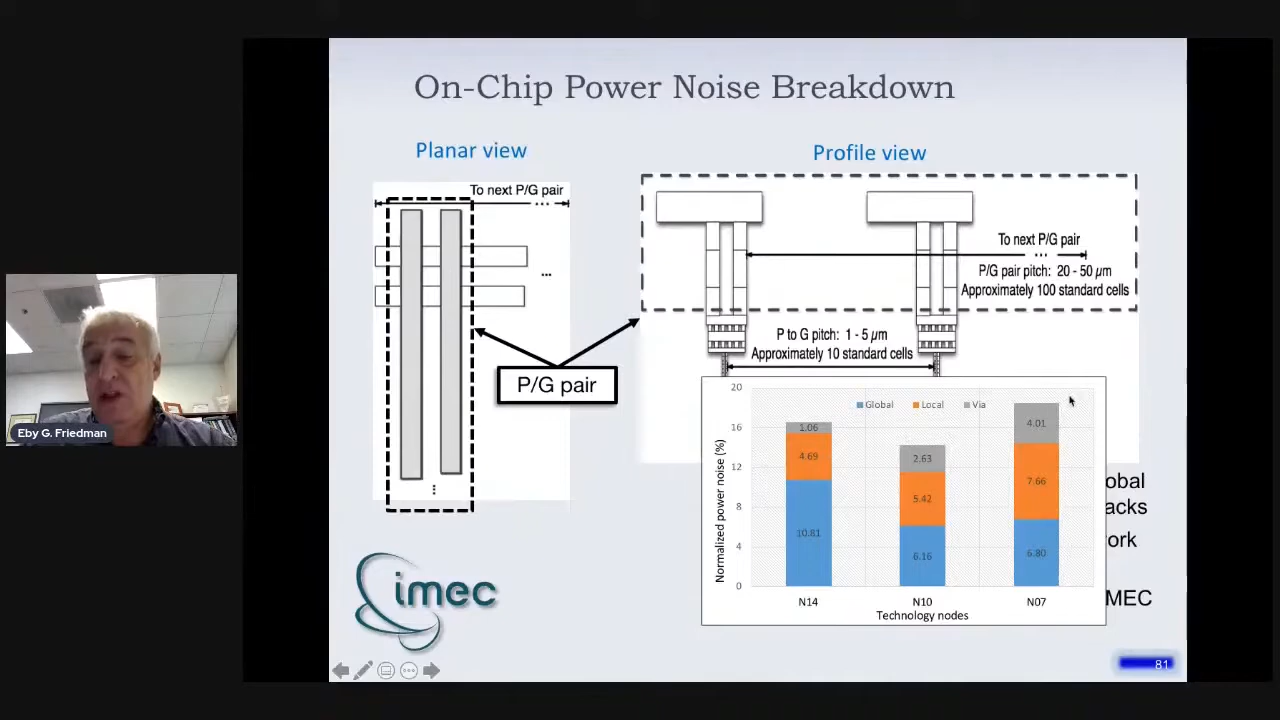 On-Chip Power Noise Breakdown
Planar view
Profile view
To next P/G pair
...
...
...
P/G pair
To next P/G pair
...
P/G pair pitch: 20 - 50 µm
Approximately 100 standard cells
P to G pitch: 1 - 5 µm
Approximately 10 standard cells
Normalized power noise (%)
20
16
12
8
4
0
Global
Local
Via
1.06
4.69
10.81
2.63
5.42
6.16
4.01
7.66
6.80
N14
N10
N07
Technology nodes
obal
acks
ork
MEC
imec
81
Eby G. Friedman